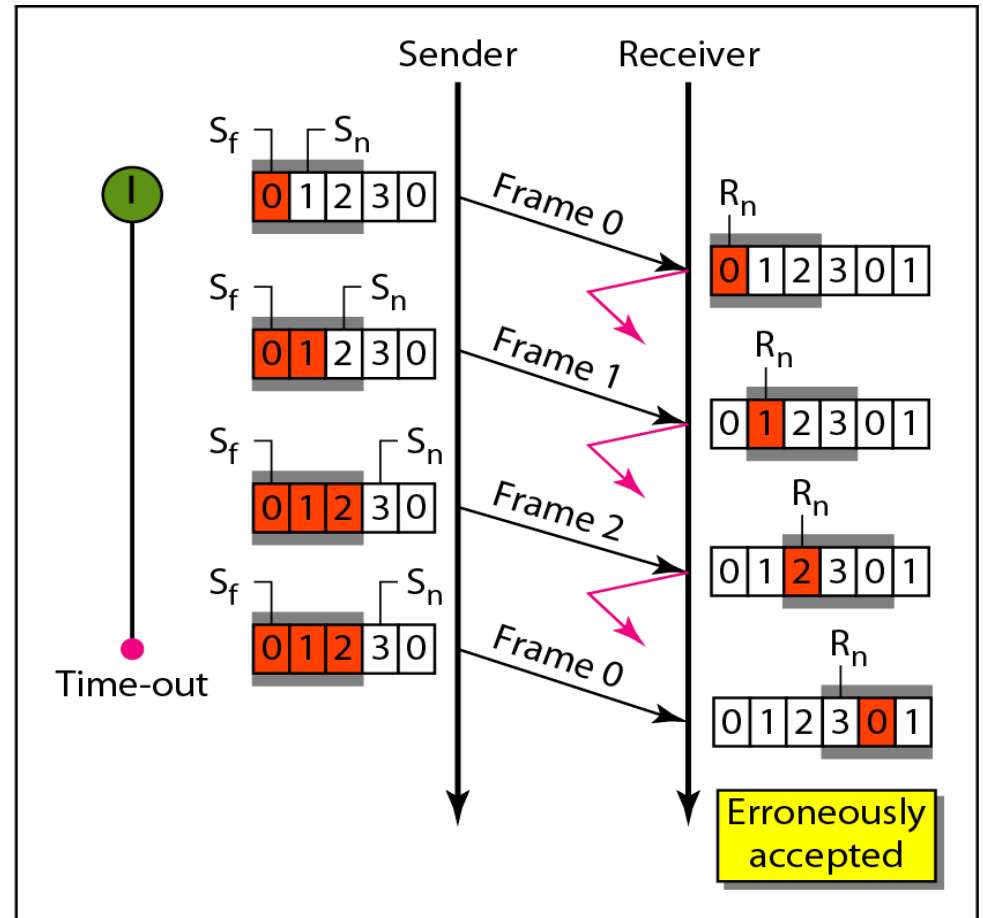 Sender Receiver
Sf Sn
0 1 2 3 0
Frame 0
Rn
0 1 2 3 0 1
Sf Sn
0 1 2 3 0
Frame 1
Rn
0 1 2 3 0 1
Sf Sn
0 1 2 3 0
Frame 2
Rn
0 1 2 3 0 1
Sf Sn
0 1 2 3 0
Frame 0
Time-out
Rn
0 1 2 3 0 1
Erroneously
accepted